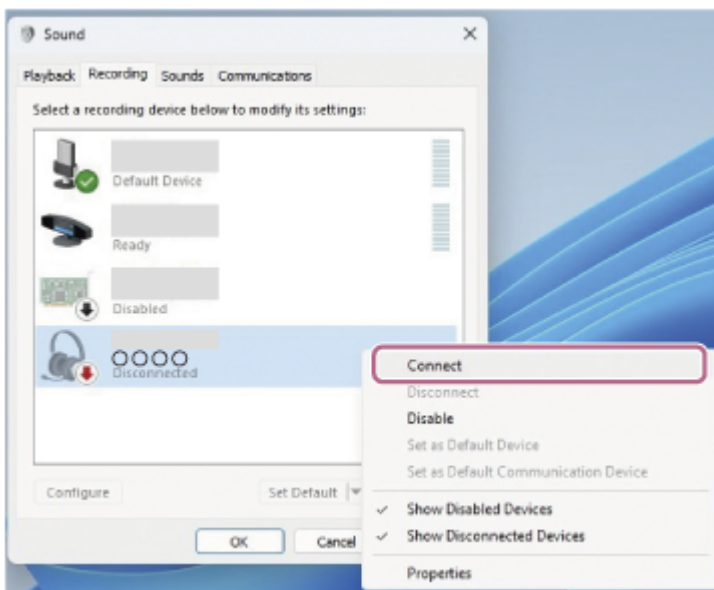 Sound
Playback Recording Sounds Communications
Select a recording device below to modify its settings:
Default Device
Ready
Disabled
OOOO
Disconnected
Connect
Disconnect
Disable
Set as Default Device
Set as Default Communication Device
Configure
Set Default
Show Disabled Devices
OK
Cancel
Show Disconnected Devices
Properties